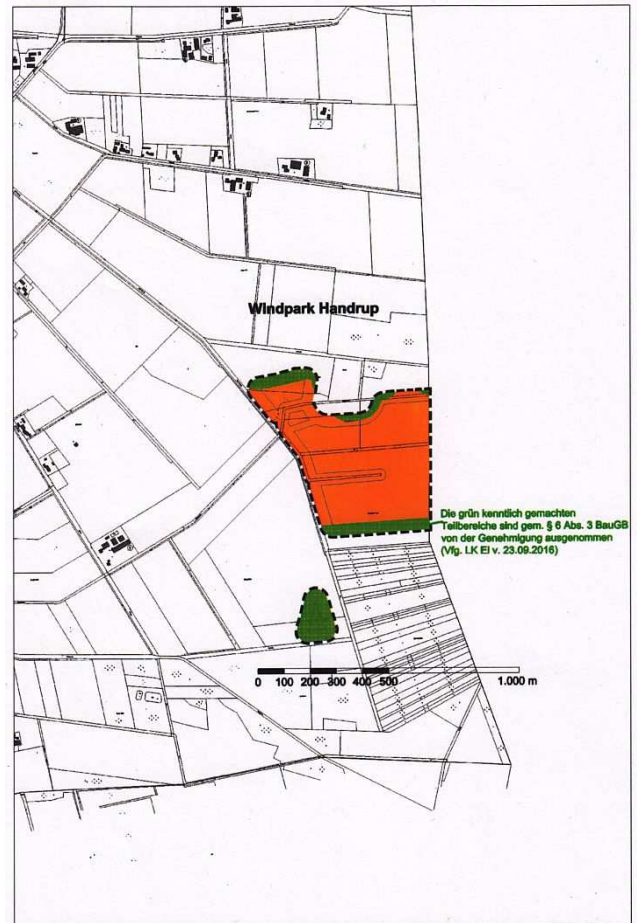 Windpark Handrup
Die grün kenntlich gemachten
Teilbereiche sind gem. § 6 Abs. 3 BauGB
von der Genehmigung ausgenommen
(Vfg. LK El v. 23.09.2016)
0 100 200 300 400 500 1.000 m